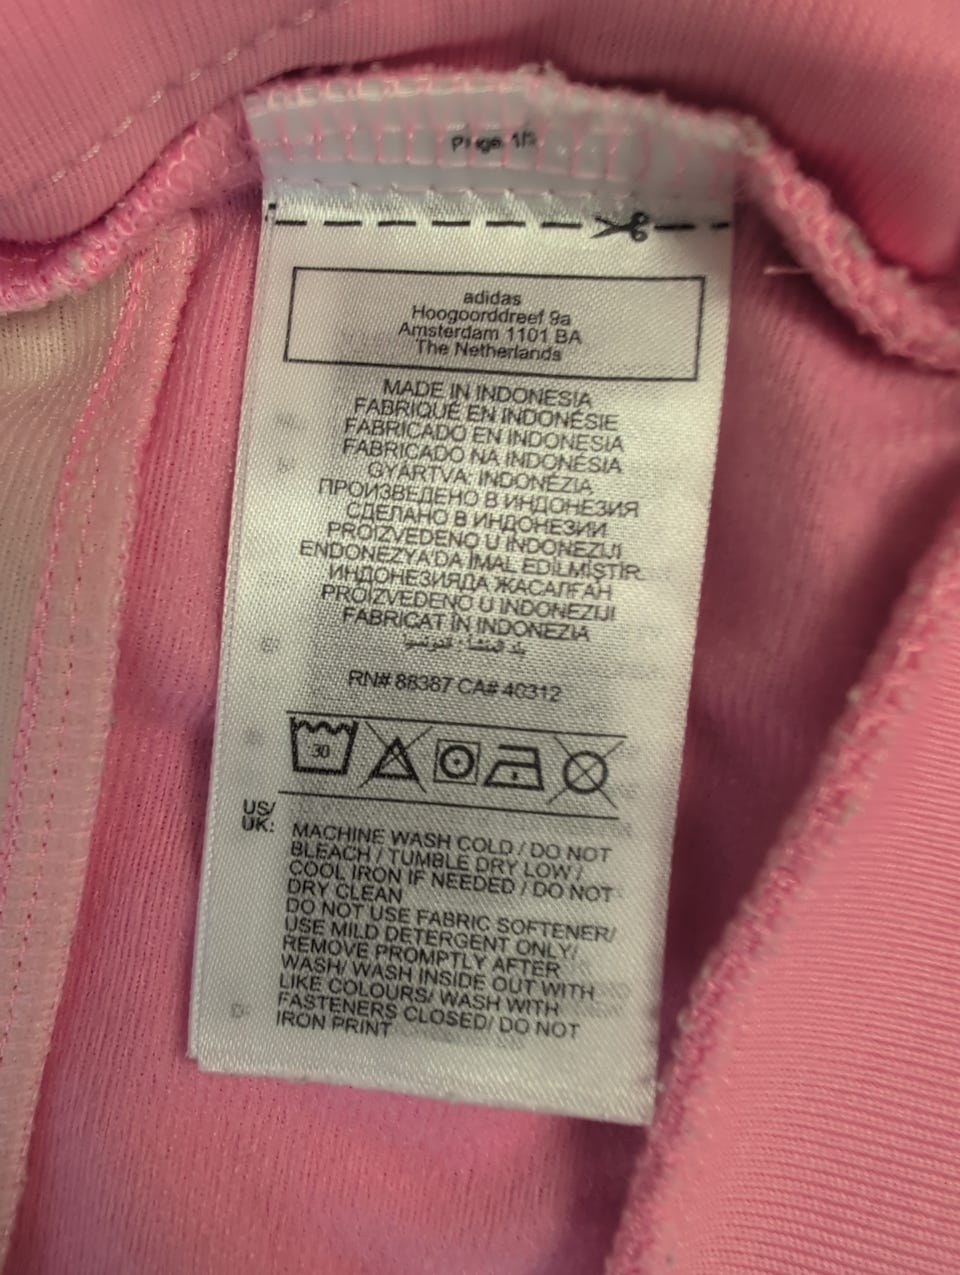 adidas
Hoogoorddreef 9a
Amsterdam 1101 BA
The Netherlands
MADE IN INDONESIA
FABRIQUÉ EN INDONÉSIE
FABRICADO EN INDONESIA
FABRICADO NA INDONÉSIA
GYÁRTVA: INDONÉZIA
ПРОИЗВЕДЕНО В ИНДОНЕЗИЯ
СДЕЛАНО В ИНДОНЕЗИИ
PROIZVEDENO U INDONEZIJI
ENDONEZYA'DA İMAL EDİLMİŞTİR.
ИНДОНЕЗИЯДА ЖАСАЛҒАН
PROIZVEDENO U INDONEZIJI
FABRICAT ÎN INDONEZIA
بلد المنشأ
RN# 88387 CA# 40312
30
US/
UK:
MACHINE WASH COLD / DO NOT
BLEACH / TUMBLE DRY LOW /
COOL IRON IF NEEDED / DO NOT
DRY CLEAN
DO NOT USE FABRIC SOFTENER/
USE MILD DETERGENT ONLY/
REMOVE PROMPTLY AFTER
WASH/ WASH INSIDE OUT WITH
LIKE COLOURS/ WASH WITH
FASTENERS CLOSED/ DO NOT
IRON PRINT